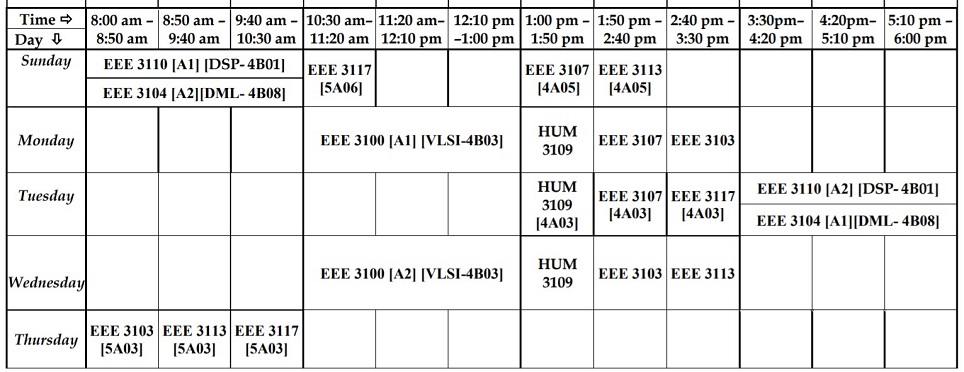 Time ⇨ 8:00 am – 8:50 am – 9:40 am – 10:30 am– 11:20 am– 12:10 pm 1:00 pm – 1:50 pm – 2:40 pm – 3:30pm– 4:20pm– 5:10 pm –
Day ⇩ 8:50 am 9:40 am 10:30 am 11:20 am 12:10 pm –1:00 pm 1:50 pm 2:40 pm 3:30 pm 4:20 pm 5:10 pm 6:00 pm
Sunday
EEE 3110 [A1] [DSP- 4B01]
EEE 3104 [A2][DML- 4B08]
EEE 3117
[5A06]
EEE 3107
[4A05]
EEE 3113
[4A05]
Monday
EEE 3100 [A1] [VLSI-4B03]
HUM
3109
EEE 3107
EEE 3103
Tuesday
HUM
3109
[4A03]
EEE 3107
[4A03]
EEE 3117
[4A03]
EEE 3110 [A2] [DSP- 4B01]
EEE 3104 [A1][DML- 4B08]
Wednesday
EEE 3100 [A2] [VLSI-4B03]
HUM
3109
EEE 3103
EEE 3113
Thursday
EEE 3103
[5A03]
EEE 3113
[5A03]
EEE 3117
[5A03]